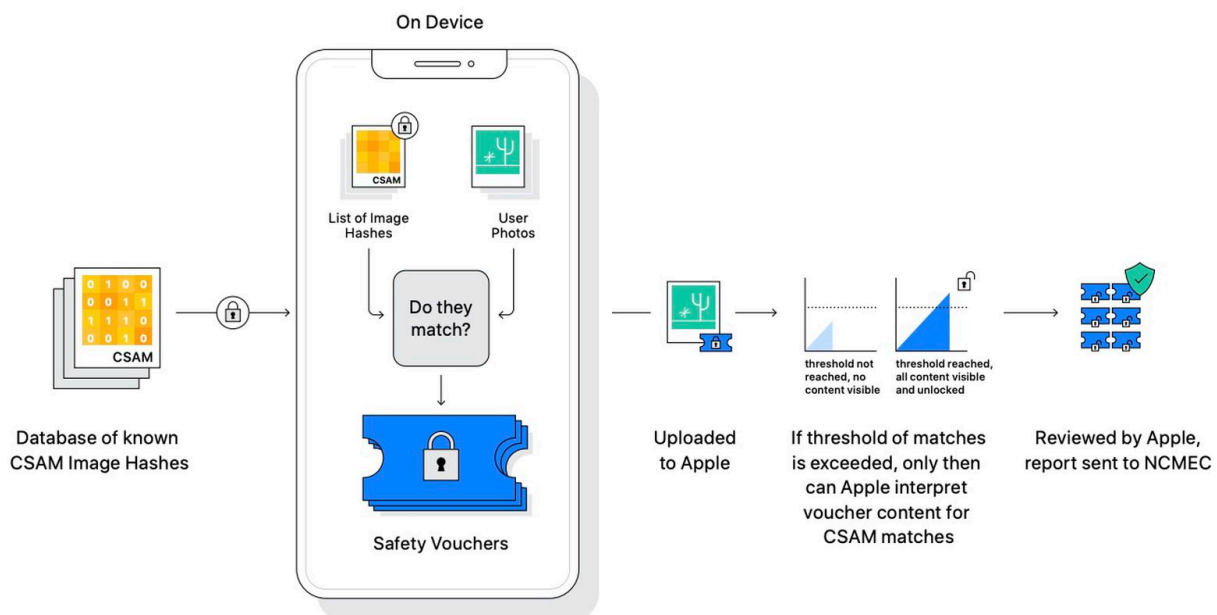 On Device
CSAM
List of Image
Hashes
User
Photos
Do they
match?
Safety Vouchers
0 1 0 0
0 0 1 1
1 1 1 0
0 0 1 0
CSAM
Database of known
CSAM Image Hashes
Uploaded
to Apple
threshold not
reached, no
content visible
threshold reached,
all content visible
and unlocked
If threshold of matches
is exceeded, only then
can Apple interpret
voucher content for
CSAM matches
Reviewed by Apple,
report sent to NCMEC